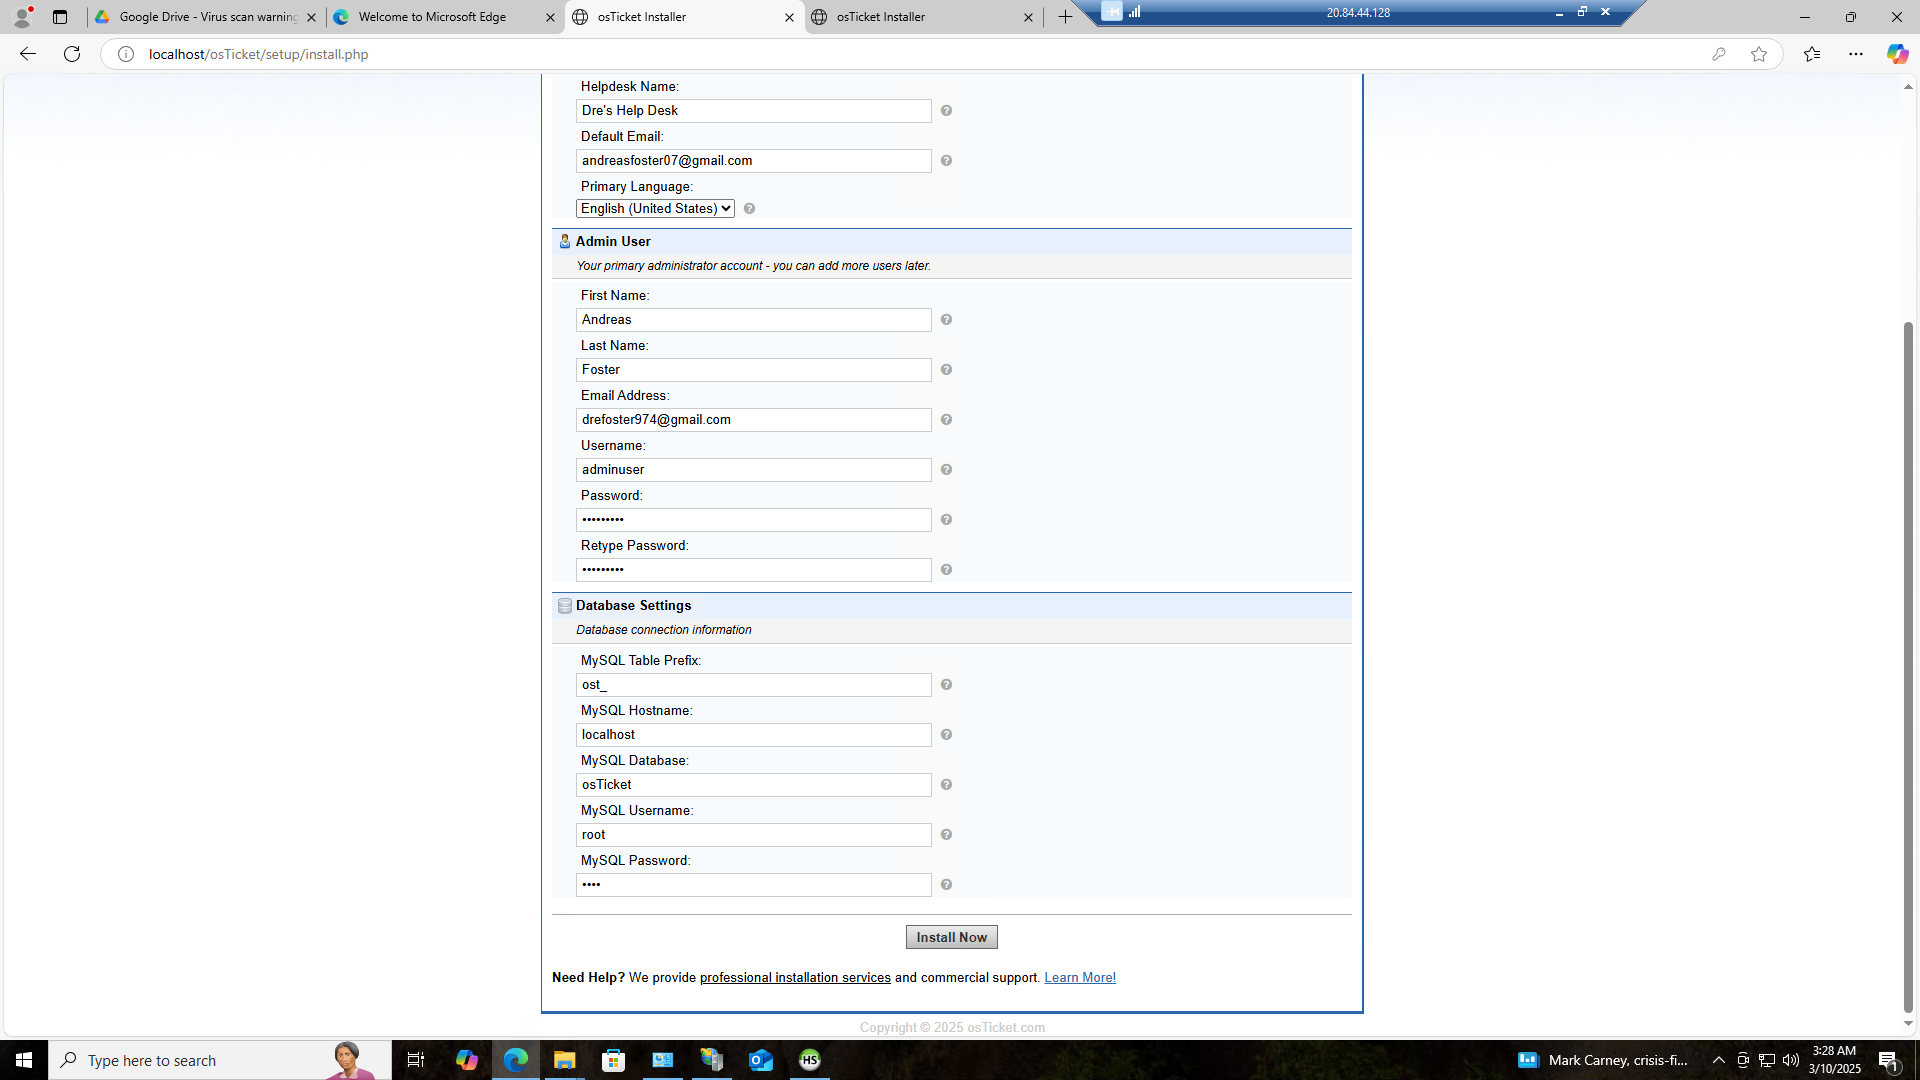 Google Drive - Virus scan warning
Welcome to Microsoft Edge
osTicket Installer
osTicket Installer
20.84.44.128
localhost/osTicket/setup/install.php
Helpdesk Name:
Dre's Help Desk
Default Email:
andreasfoster07@gmail.com
Primary Language:
English (United States)
Admin User
Your primary administrator account - you can add more users later.
First Name:
Andreas
Last Name:
Foster
Email Address:
drefoster974@gmail.com
Username:
adminuser
Password:
•••••••••
Retype Password:
•••••••••
Database Settings
Database connection information
MySQL Table Prefix:
ost_
MySQL Hostname:
localhost
MySQL Database:
osTicket
MySQL Username:
root
MySQL Password:
••••
Install Now
Need Help? We provide professional installation services and commercial support. Learn More!
Copyright © 2025 osTicket.com
Type here to search
HS
Mark Carney, crisis-fi...
3:28 AM
3/10/2025
1